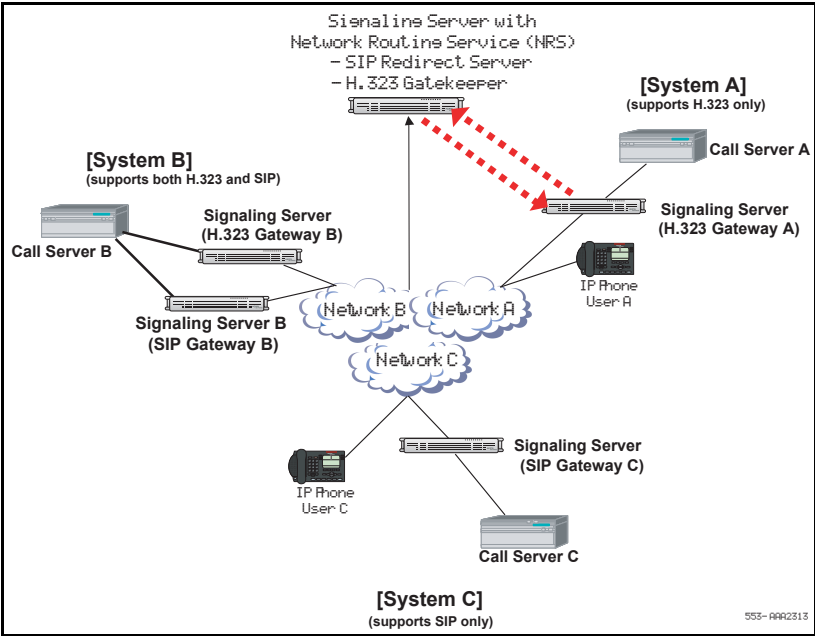 Signaling Server with
Network Routing Service (NRS)
- SIP Redirect Server
- H.323 Gatekeeper
[System A]
(supports H.323 only)
Call Server A
[System B]
(supports both H.323 and SIP)
Signaling Server
(H.323 Gateway B)
Signaling Server
(H.323 Gateway A)
Call Server B
IP Phone
User A
Network B
Network A
Signaling Server B
(SIP Gateway B)
Network C
Signaling Server
(SIP Gateway C)
IP Phone
User C
Call Server C
[System C]
(supports SIP only)
553-AAA2313